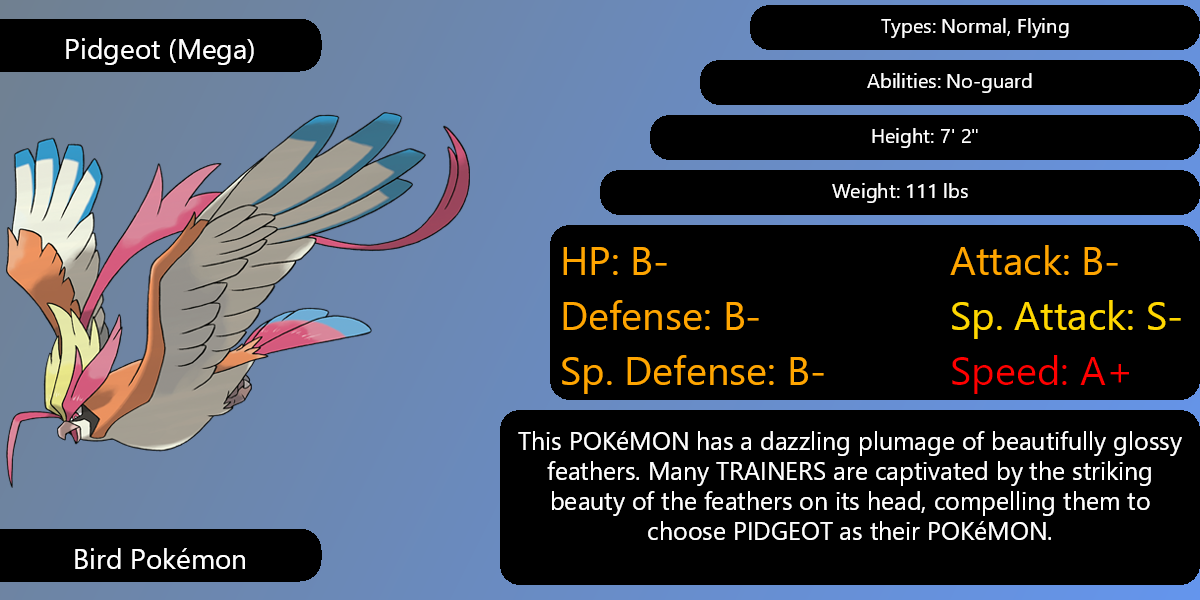 Pidgeot (Mega)
Types: Normal, Flying
Abilities: No-guard
Height: 7' 2"
Weight: 111 lbs
HP: B-
Attack: B-
Defense: B-
Sp. Attack: S-
Sp. Defense: B-
Speed: A+
This POKéMON has a dazzling plumage of beautifully glossy
feathers. Many TRAINERS are captivated by the striking
beauty of the feathers on its head, compelling them to
choose PIDGEOT as their POKéMON.
Bird Pokémon